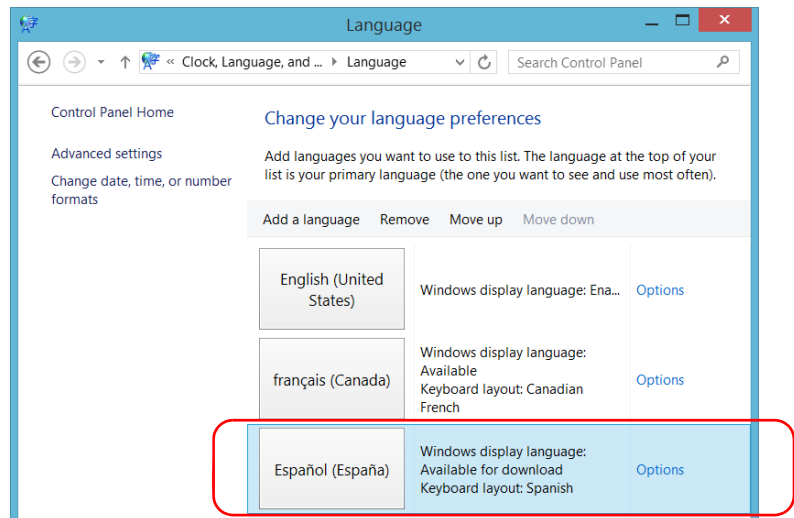 Language
« Clock, Language, and ... Language
Search Control Panel
Control Panel Home
Advanced settings
Change date, time, or number
formats
Change your language preferences
Add languages you want to use to this list. The language at the top of your
list is your primary language (the one you want to see and use most often).
Add a language Remove Move up Move down
English (United
States)
Windows display language: Ena...
Options
français (Canada)
Windows display language:
Available
Keyboard layout: Canadian
French
Options
Español (España)
Windows display language:
Available for download
Keyboard layout: Spanish
Options